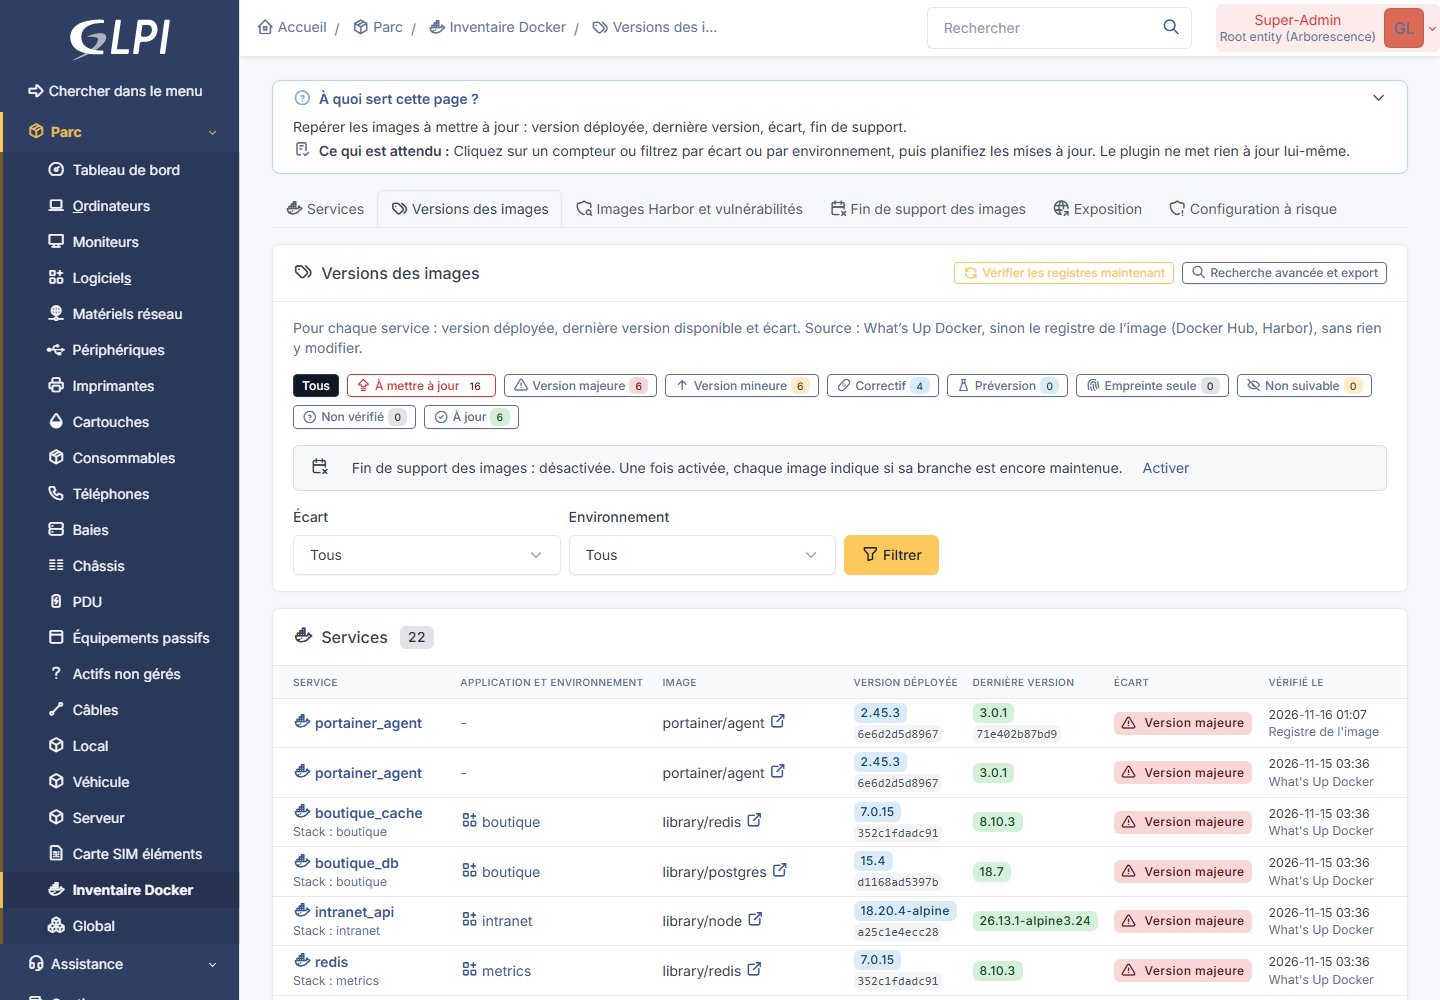 GLPI
Accueil / Parc / Inventaire Docker / Versions des i...
Rechercher
Super-Admin
Root entity (Arborescence)
GL
Chercher dans le menu
Parc
Tableau de bord
Ordinateurs
Moniteurs
Logiciels
Matériels réseau
Périphériques
Imprimantes
Cartouches
Consommables
Téléphones
Baies
Châssis
PDU
Équipements passifs
Actifs non gérés
Câbles
Local
Véhicule
Serveur
Carte SIM éléments
Inventaire Docker
Global
Assistance
À quoi sert cette page ?
Repérer les images à mettre à jour : version déployée, dernière version, écart, fin de support.
Ce qui est attendu : Cliquez sur un compteur ou filtrez par écart ou par environnement, puis planifiez les mises à jour. Le plugin ne met rien à jour lui-même.
Services Versions des images Images Harbor et vulnérabilités Fin de support des images Exposition Configuration à risque
Versions des images
Vérifier les registres maintenant
Recherche avancée et export
Pour chaque service : version déployée, dernière version disponible et écart. Source : What's Up Docker, sinon le registre de l'image (Docker Hub, Harbor), sans rien
y modifier.
Tous À mettre à jour 16 Version majeure 6 Version mineure 6 Correctif 4 Préversion 0 Empreinte seule 0 Non suivable 0
Non vérifié 0 À jour 6
Fin de support des images : désactivée. Une fois activée, chaque image indique si sa branche est encore maintenue. Activer
Écart Environnement
Tous Tous Filtrer
Services 22
SERVICE APPLICATION ET ENVIRONNEMENT IMAGE VERSION DÉPLOYÉE DERNIÈRE VERSION ÉCART VÉRIFIÉ LE
portainer_agent - portainer/agent 2.45.3 3.0.1 Version majeure 2026-11-16 01:07
6e6d2d5d8967 71e402b87bd9 Registre de l'image
portainer_agent - portainer/agent 2.45.3 3.0.1 Version majeure 2026-11-15 03:36
6e6d2d5d8967 What's Up Docker
boutique_cache boutique library/redis 7.0.15 8.10.3 Version majeure 2026-11-15 03:36
Stack : boutique 352c1fdadc91 What's Up Docker
boutique_db boutique library/postgres 15.4 18.7 Version majeure 2026-11-15 03:36
Stack : boutique d1168ad5397b What's Up Docker
intranet_api intranet library/node 18.20.4-alpine 26.13.1-alpine3.24 Version majeure 2026-11-15 03:36
Stack : intranet a25c1e4ecc28 What's Up Docker
redis metrics library/redis 7.0.15 8.10.3 Version majeure 2026-11-15 03:36
Stack : metrics 352c1fdadc91 What's Up Docker